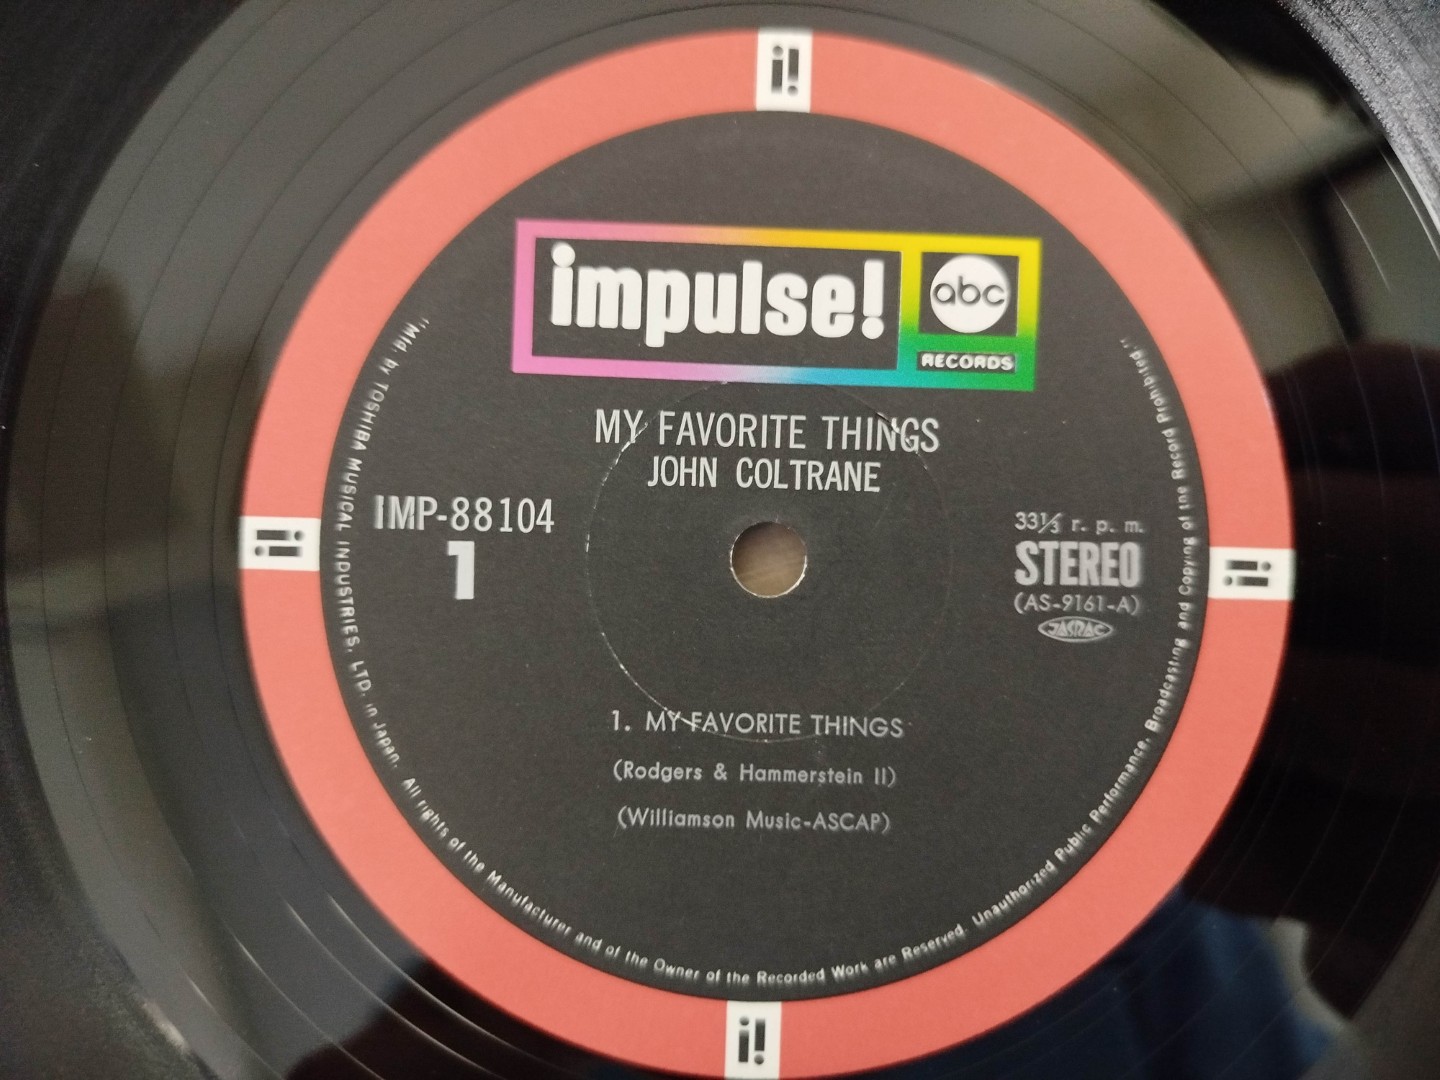 i!
impulse!
abc
RECORDS
MY FAVORITE THINGS
JOHN COLTRANE
IMP-88104
1
33⅓ r. p. m.
STEREO
(AS-9161-A)
JASRAC
i!
i!
1. MY FAVORITE THINGS
(Rodgers & Hammerstein II)
(Williamson Music-ASCAP)
"Mfd. by TOSHIBA MUSICAL INDUSTRIES, LTD. in Japan. All rights of the Manufacturer and of the Owner of the Recorded Work are Reserved. Unauthorized Public Performance, Broadcasting and Copying of the Record Prohibited."
i!